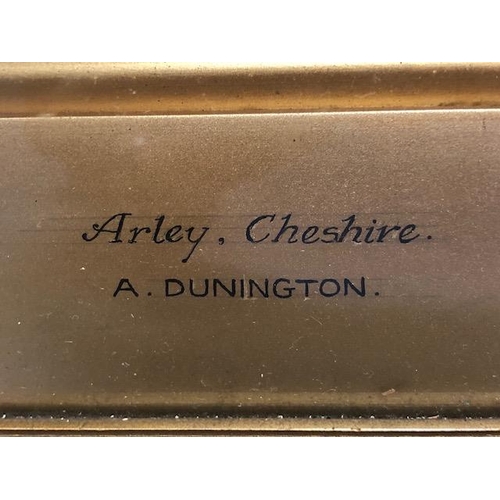 Arley, Cheshire.
A. DUNINGTON.